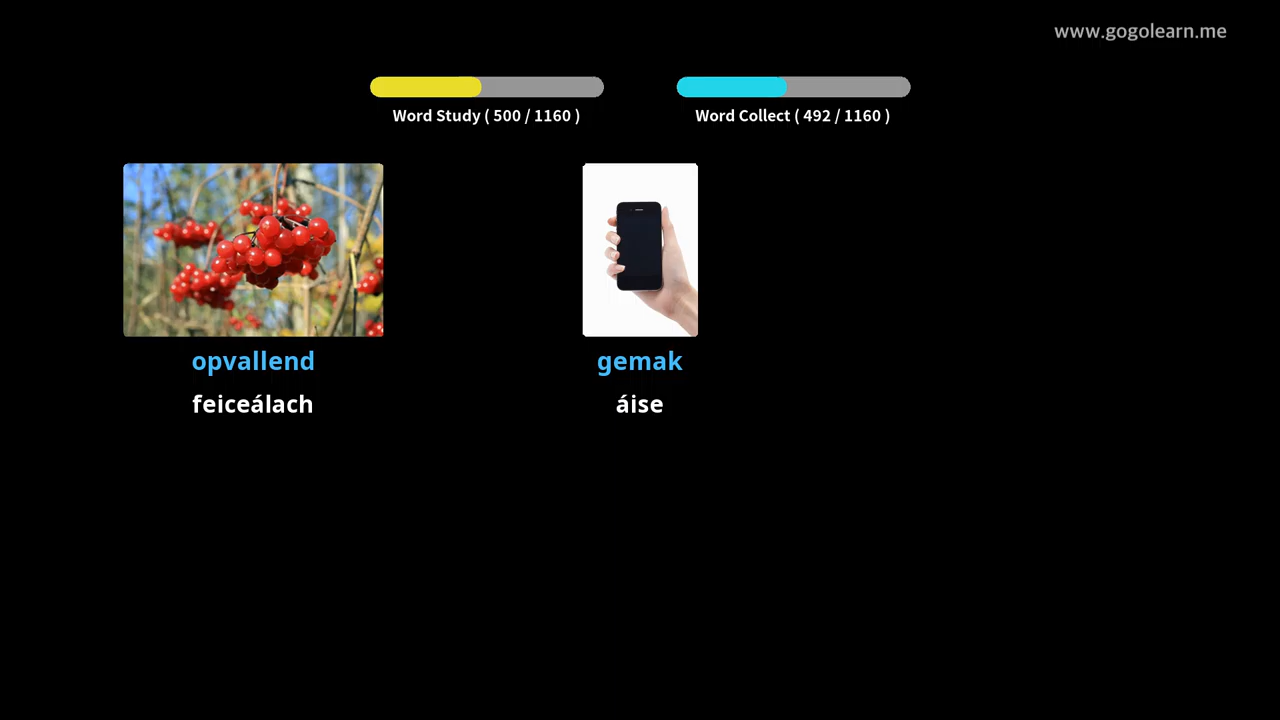 www.gogolearn.me
Word Study ( 500 / 1160 )
Word Collect ( 492 / 1160 )
opvallend
feiceálach
gemak
áise